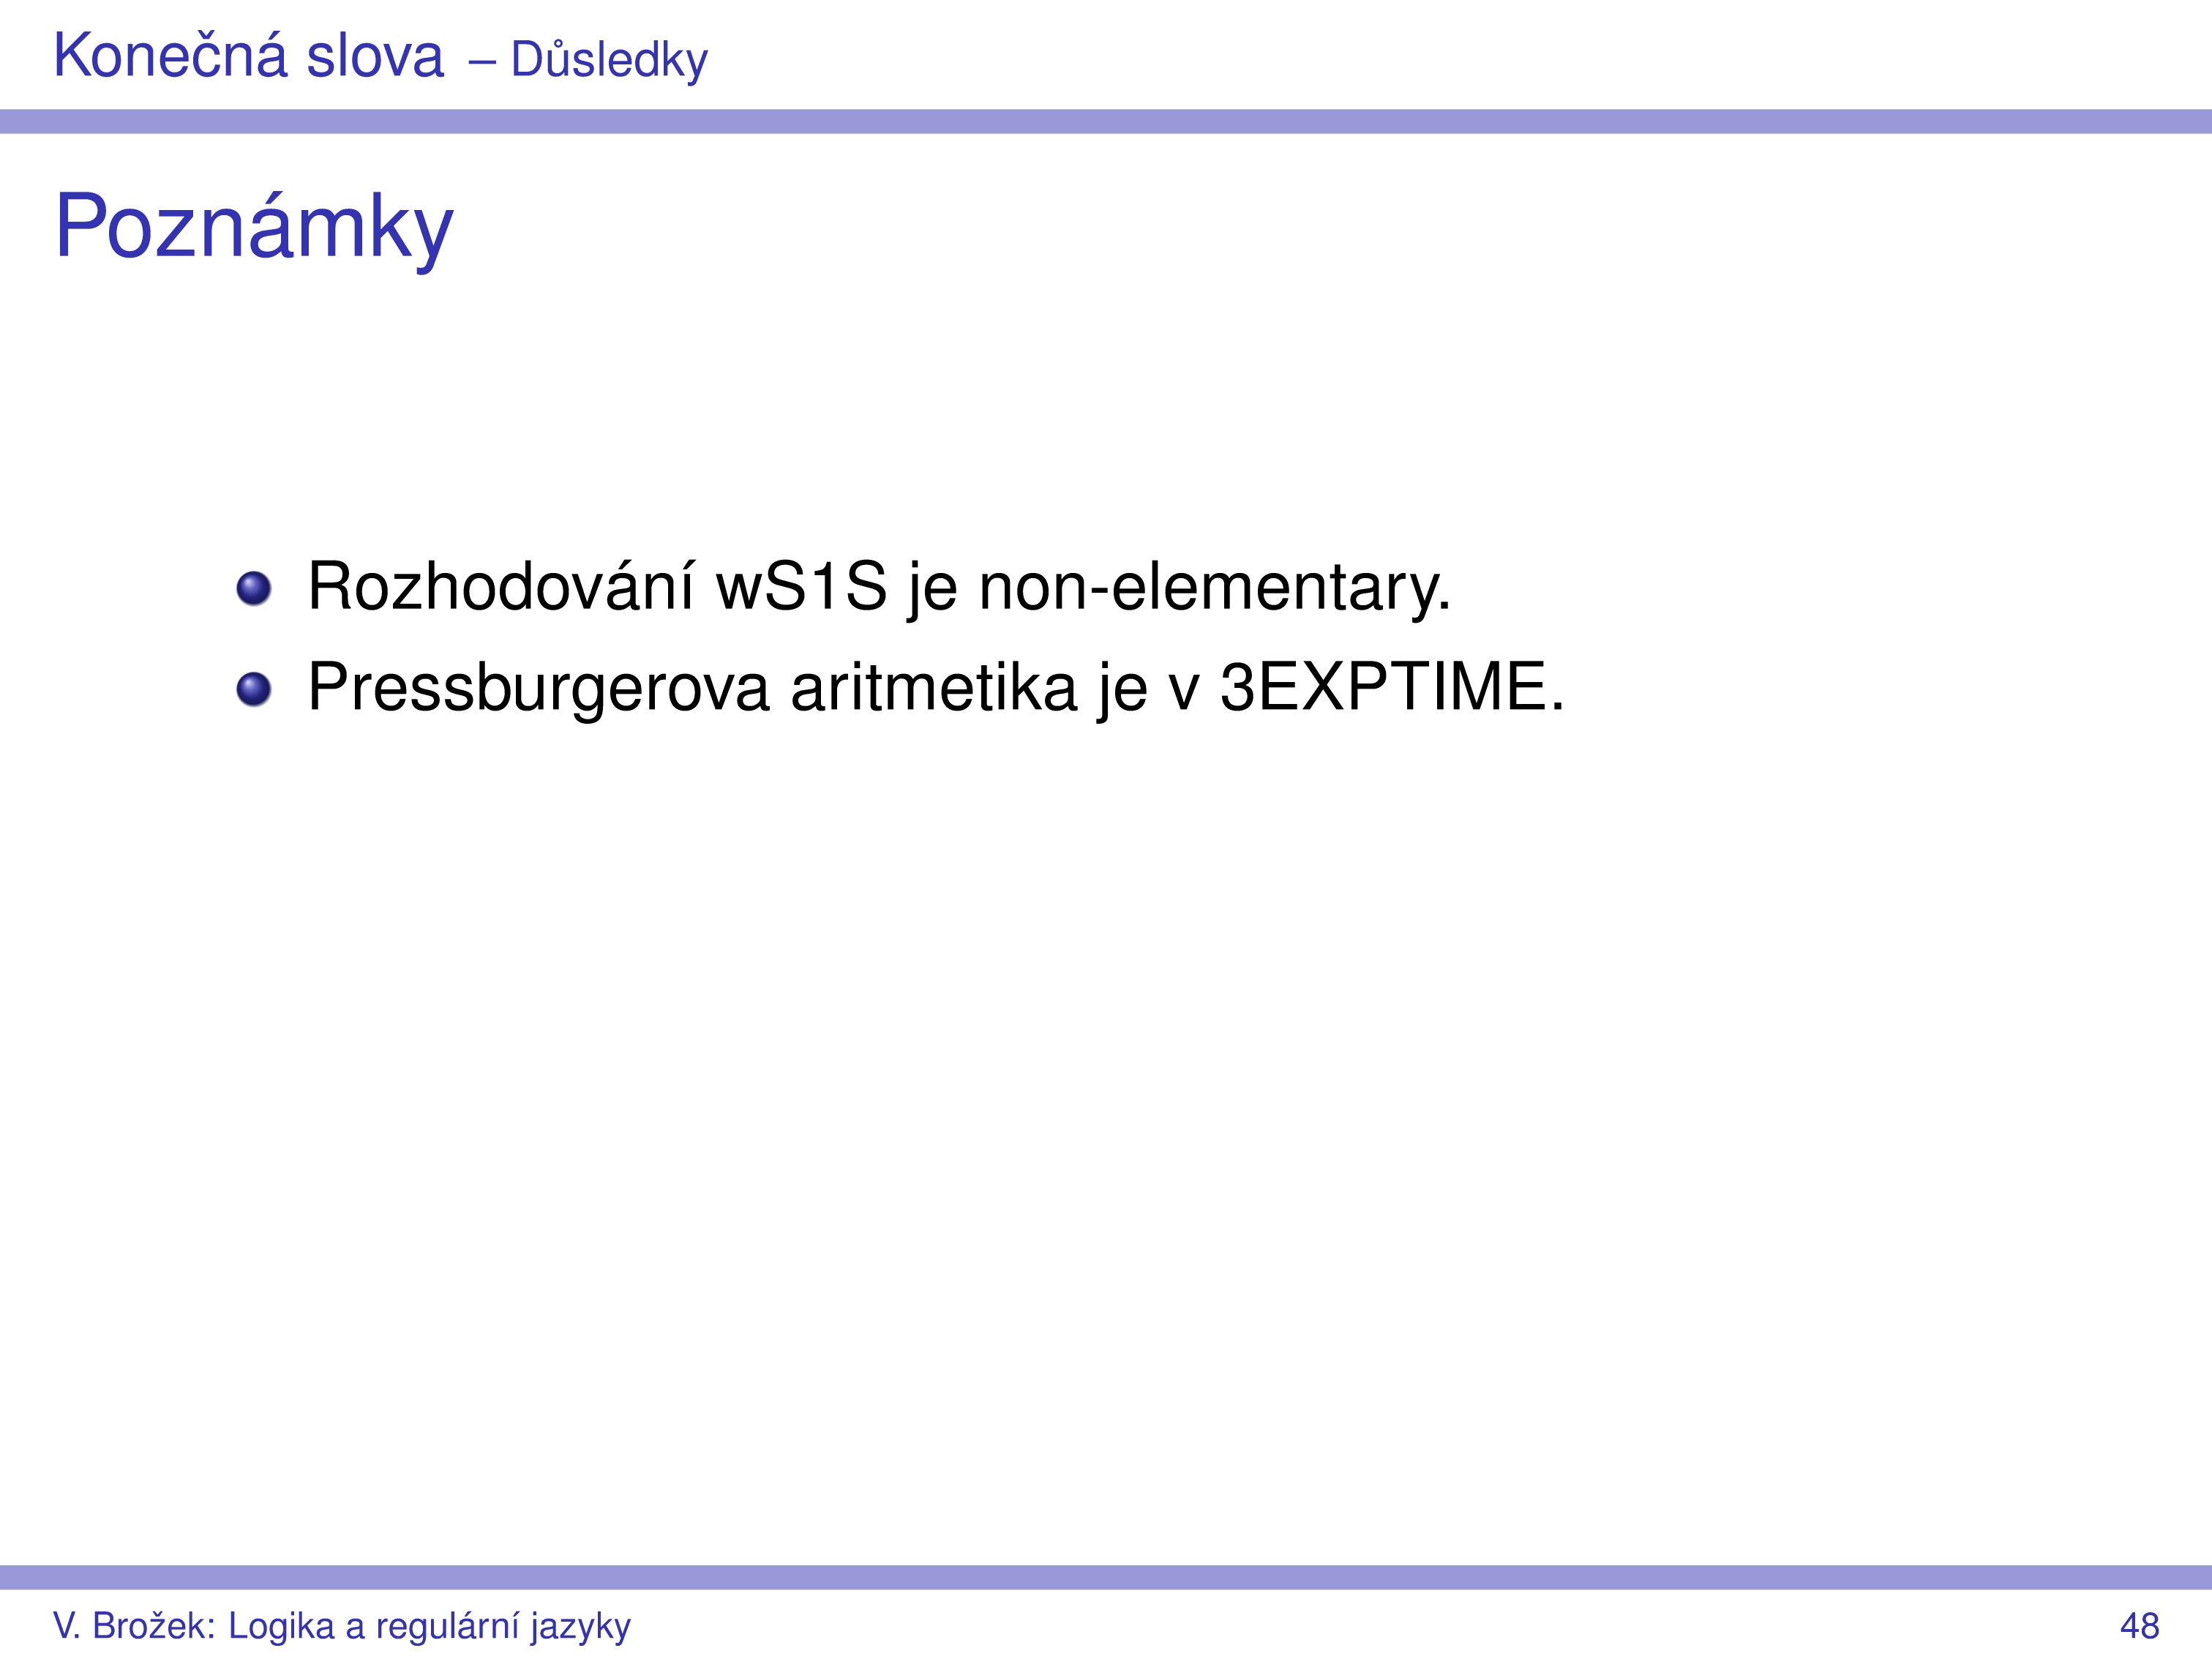 Konečná slova – Důsledky
Poznámky
Rozhodování wS1S je non-elementary.
Pressburgerova aritmetika je v 3EXPTIME.
V. Brožek: Logika a regulární jazyky
48